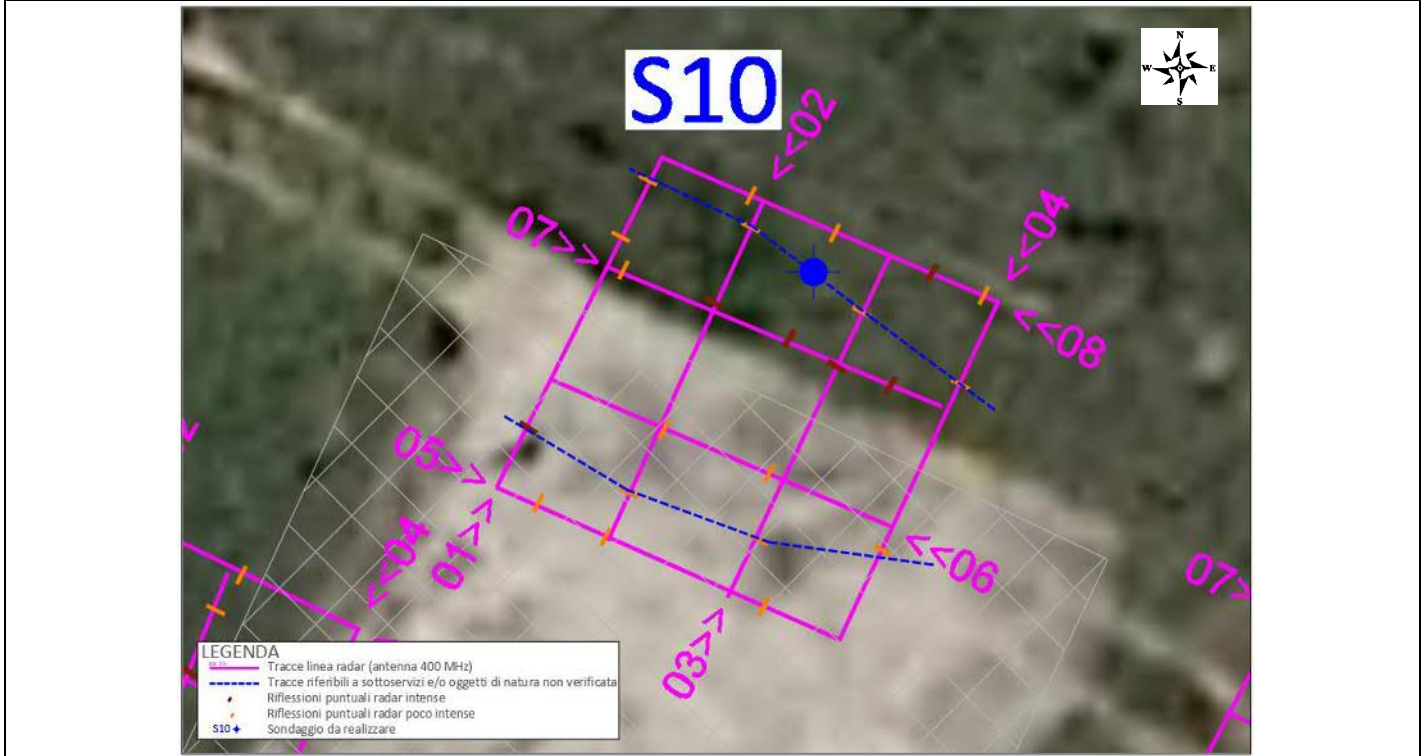 S10
N
W E
S
<<02
<<04
07>>
<<08
05>>
01>>
<<04
<<06
03>>
07>
LEGENDA
<< >>
Tracce linea radar (antenna 400 MHz)
Tracce riferibili a sottoservizi e/o oggetti di natura non verificata
Riflessioni puntuali radar intense
Riflessioni puntuali radar poco intense
S10 Sondaggio da realizzare